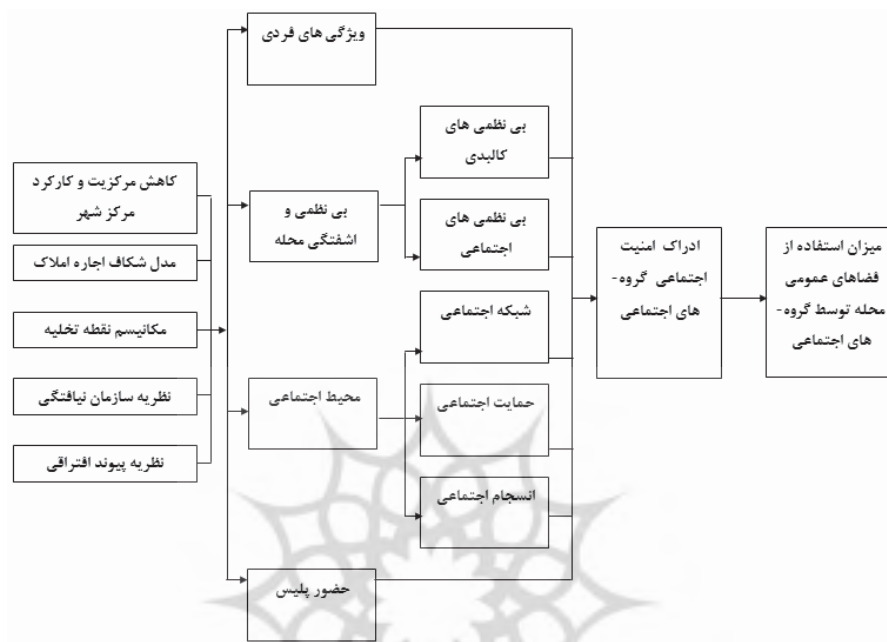 ویژگی های فردی
بی نظمی های
کالبدی
کاهش مرکزیت و کارکرد
مرکز شهر
بی نظمی و
اشفتگی محله
بی نظمی های
اجتماعی
ادراک امنیت
اجتماعی گروه-
های اجتماعی
میزان استفاده از
فضاهای عمومی
محله توسط گروه-
های اجتماعی
مدل شکاف اجاره املاک
مکانیسم نقطه تخلیه
شبکه اجتماعی
نظریه سازمان نیافتگی
محیط اجتماعی
حمایت اجتماعی
نظریه پیوند افتراقی
انسجام اجتماعی
حضور پلیس